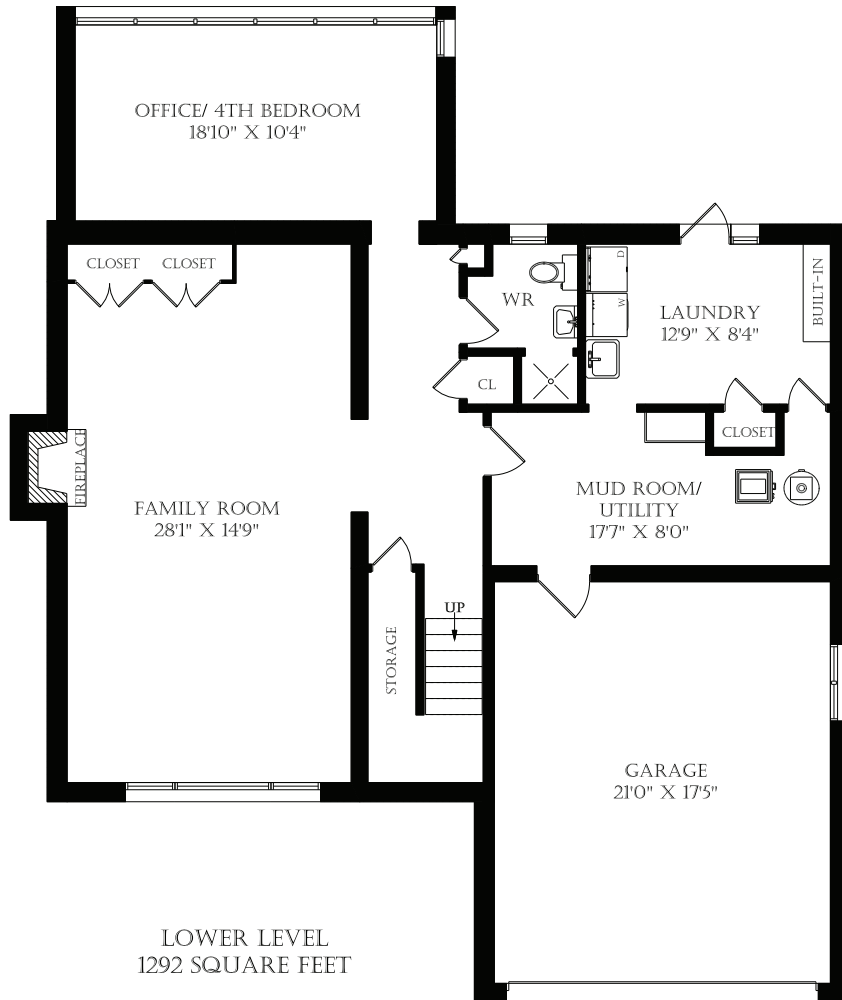 OFFICE/ 4TH BEDROOM
18'10" X 10'4"
CLOSET
CLOSET
WR
D
W
LAUNDRY
12'9" X 8'4"
BUILT-IN
CL
CLOSET
FIREPLACE
FAMILY ROOM
28'1" X 14'9"
MUD ROOM/
UTILITY
17'7" X 8'0"
UP
STORAGE
GARAGE
21'0" X 17'5"
LOWER LEVEL
1292 SQUARE FEET